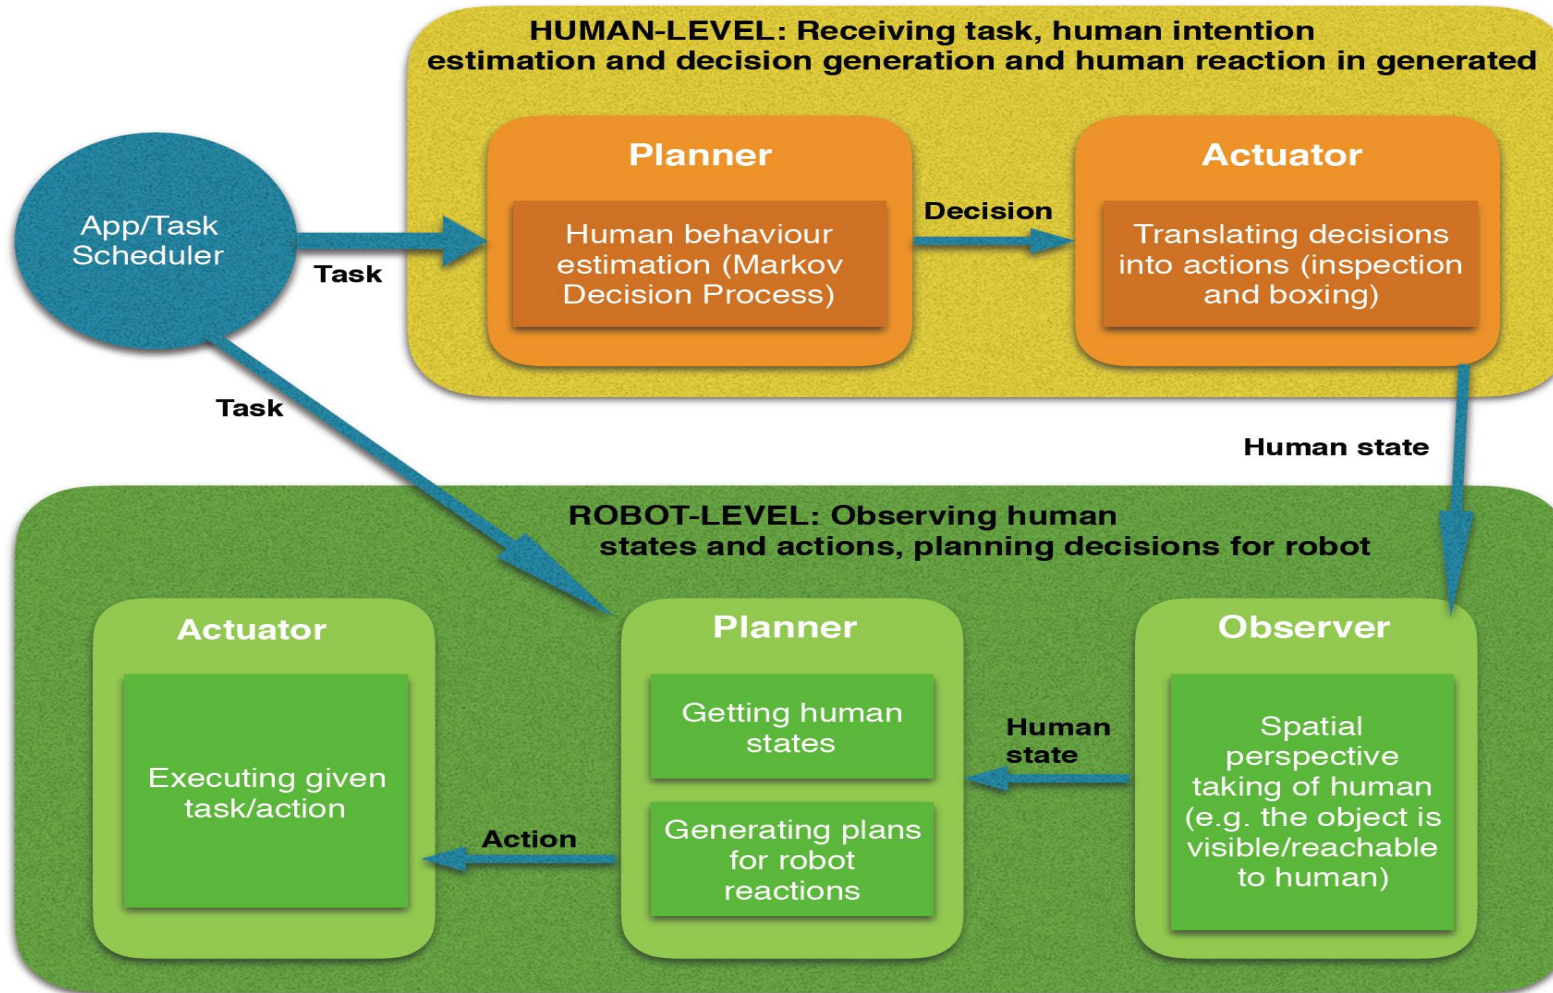 HUMAN-LEVEL: Receiving task, human intention
estimation and decision generation and human reaction in generated
App/Task
Scheduler
Task
Planner
Human behaviour
estimation (Markov
Decision Process)
Decision
Actuator
Translating decisions
into actions (inspection
and boxing)
Task
Human state
ROBOT-LEVEL: Observing human
states and actions, planning decisions for robot
Actuator
Executing given
task/action
Action
Planner
Getting human
states
Generating plans
for robot
reactions
Human
state
Observer
Spatial
perspective
taking of human
(e.g. the object is
visible/reachable
to human)